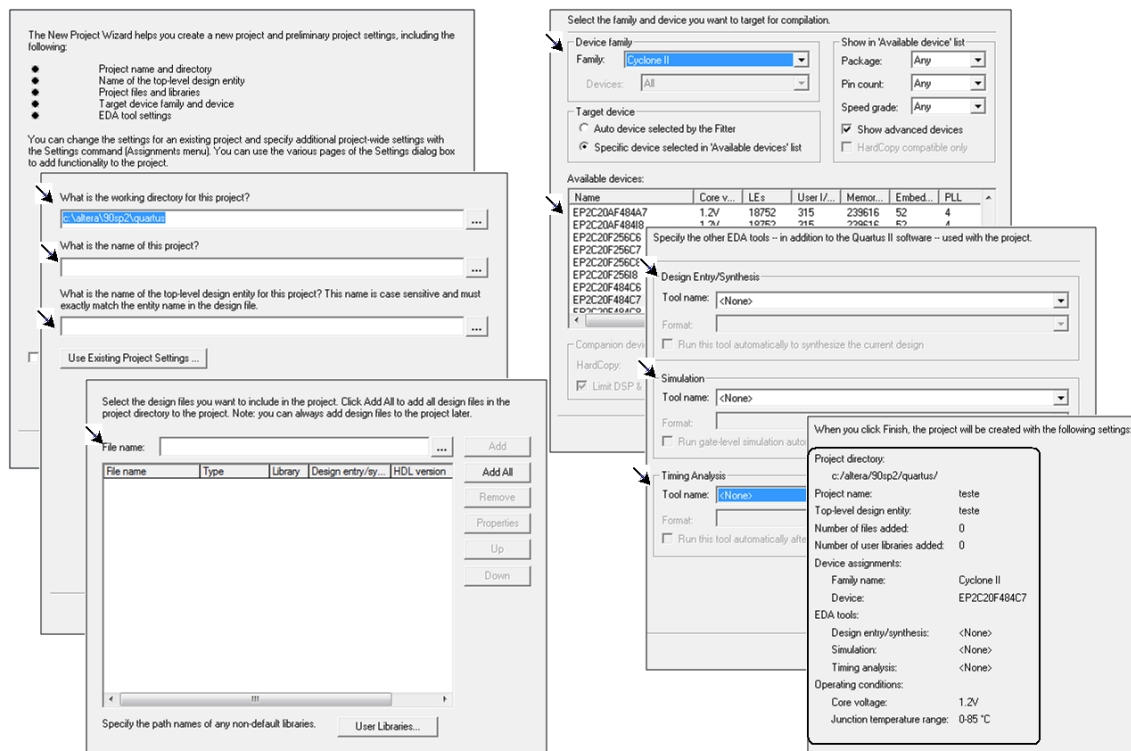 The New Project Wizard helps you create a new project and preliminary project settings, including the
following:
Project name and directory
Name of the top-level design entity
Project files and libraries
Target device family and device
EDA tool settings
You can change the settings for an existing project and specify additional project-wide settings with
the Settings command (Assignments menu). You can use the various pages of the Settings dialog box
to add functionality to the project.
What is the working directory for this project?
c:\altera\90sp2\quartus
...
What is the name of this project?
...
What is the name of the top-level design entity for this project? This name is case sensitive and must
exactly match the entity name in the design file.
...
Use Existing Project Settings ...
Select the design files you want to include in the project. Click Add All to add all design files in the
project directory to the project. Note: you can always add design files to the project later.
File name: ... Add
File name Type Library Design entry/sy... HDL version Add All
Remove
Properties
Up
Down
Specify the path names of any non-default libraries. User Libraries...
Select the family and device you want to target for compilation.
Device family
Family: Cyclone II
Devices: All
Show in 'Available device' list
Package: Any
Pin count: Any
Speed grade: Any
Show advanced devices
HardCopy compatible only
Target device
Auto device selected by the Fitter
Specific device selected in 'Available devices' list
Available devices:
Name Core v... LEs User I/... Memor... Embed... PLL
EP2C20AF484A7 1.2V 18752 315 239616 52 4
EP2C20AF484I8 1.2V 18752 315 239616 52 4
EP2C20F256C6
EP2C20F256C7
EP2C20F256C8
EP2C20F256I8
EP2C20F484C6
EP2C20F484C7
EP2C20F484C8
Companion
HardCopy:
Limit DSP &
Specify the other EDA tools -- in addition to the Quartus II software -- used with the project.
Design Entry/Synthesis
Tool name: <None>
Format:
Run this tool automatically to synthesize the current design
Simulation
Tool name: <None>
Format:
Run gate-level simulation
Timing Analysis
Tool name: <None>
Format:
Run this tool automatically
When you click Finish, the project will be created with the following settings:
Project directory:
c:/altera/90sp2/quartus/
Project name: teste
Top-level design entity: teste
Number of files added: 0
Number of user libraries added: 0
Device assignments:
Family name: Cyclone II
Device: EP2C20F484C7
EDA tools:
Design entry/synthesis: <None>
Simulation: <None>
Timing analysis: <None>
Operating conditions:
Core voltage: 1.2V
Junction temperature range: 0-85 °C